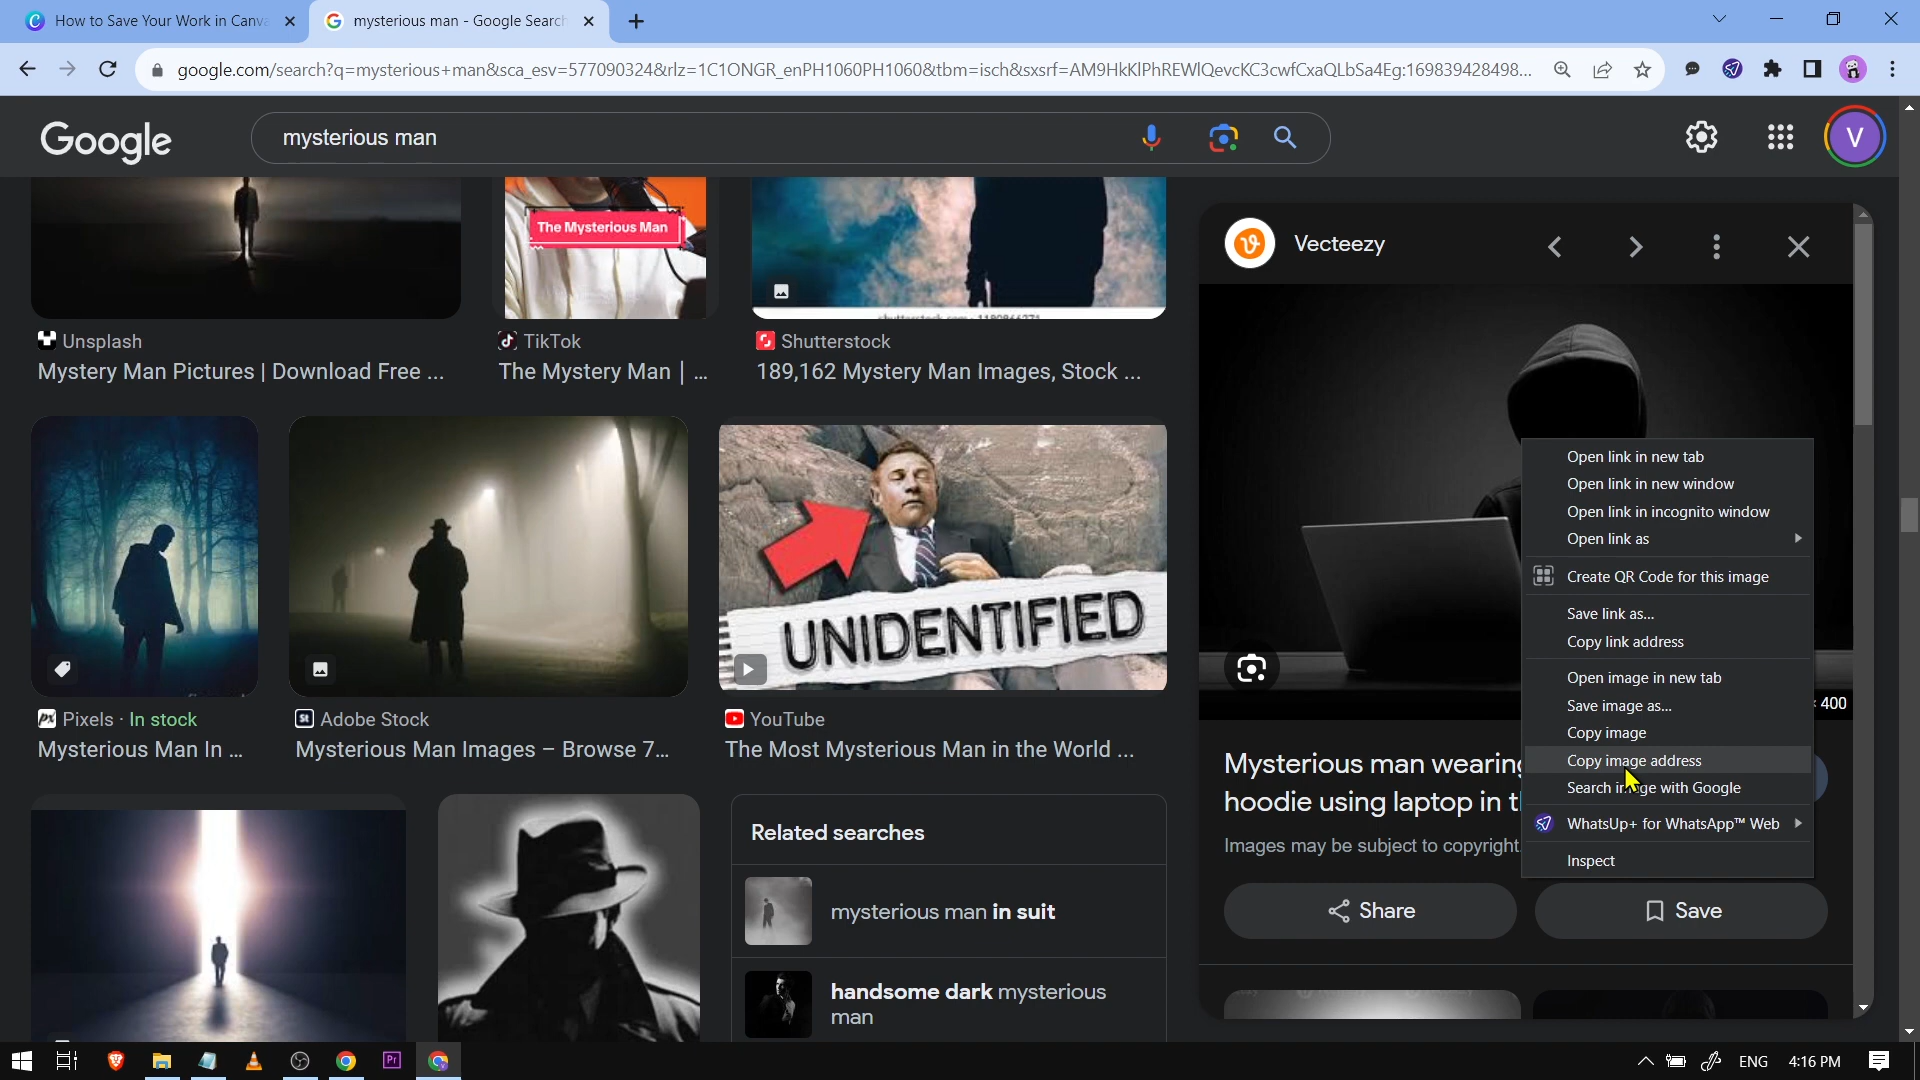 How to Save Your Work in Canva
mysterious man - Google Search
google.com/search?q=mysterious+man&sca_esv=577090324&rlz=1C1ONGR_enPH1060PH1060&tbm=isch&sxsrf=AM9HkKlPhREWlQevcKC3cwfCxaQLbSa4Eg:169839428498...
Google
mysterious man
V
The Mysterious Man
Unsplash
Mystery Man Pictures | Download Free ...
TikTok
The Mystery Man | ...
Shutterstock
189,162 Mystery Man Images, Stock ...
UNIDENTIFIED
Pixels · In stock
Mysterious Man In ...
St
Adobe Stock
Mysterious Man Images – Browse 7...
YouTube
The Most Mysterious Man in the World ...
Related searches
mysterious man in suit
handsome dark mysterious
man
Vecteezy
400
Mysterious man wearing
hoodie using laptop in t
Images may be subject to copyright.
Share
Save
Open link in new tab
Open link in new window
Open link in incognito window
Open link as
Create QR Code for this image
Save link as...
Copy link address
Open image in new tab
Save image as...
Copy image
Copy image address
Search image with Google
WhatsUp+ for WhatsApp™ Web
Inspect
Pr
ENG
4:16 PM